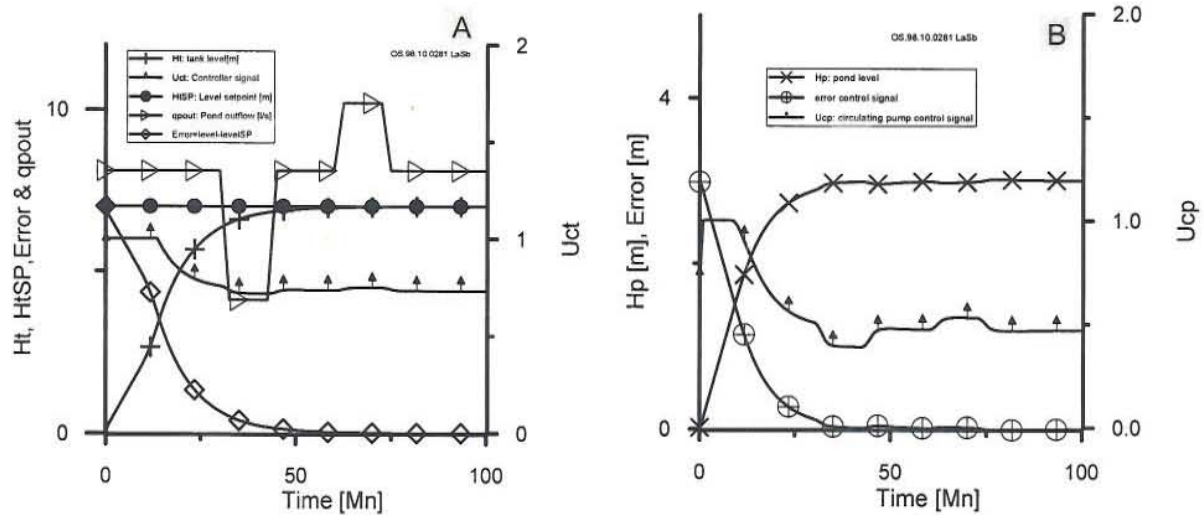 A
OS.98.10.0281 LaSb
Ht: tank level[m]
Uct: Controller signal
HtSP: Level setpoint [m]
qpout: Pond outflow [l/s]
Error=level-levelSP
2
10
1
0
0
0
50
100
Time [Mn]
Ht, HtSP,Error & qpout
Uct
B
OS.98.10.0281 LaSb
Hp: pond level
error control signal
Ucp: circulating pump control signal
2.0
4
1.0
0
0.0
0
50
100
Time [Mn]
Hp [m], Error [m]
Ucp